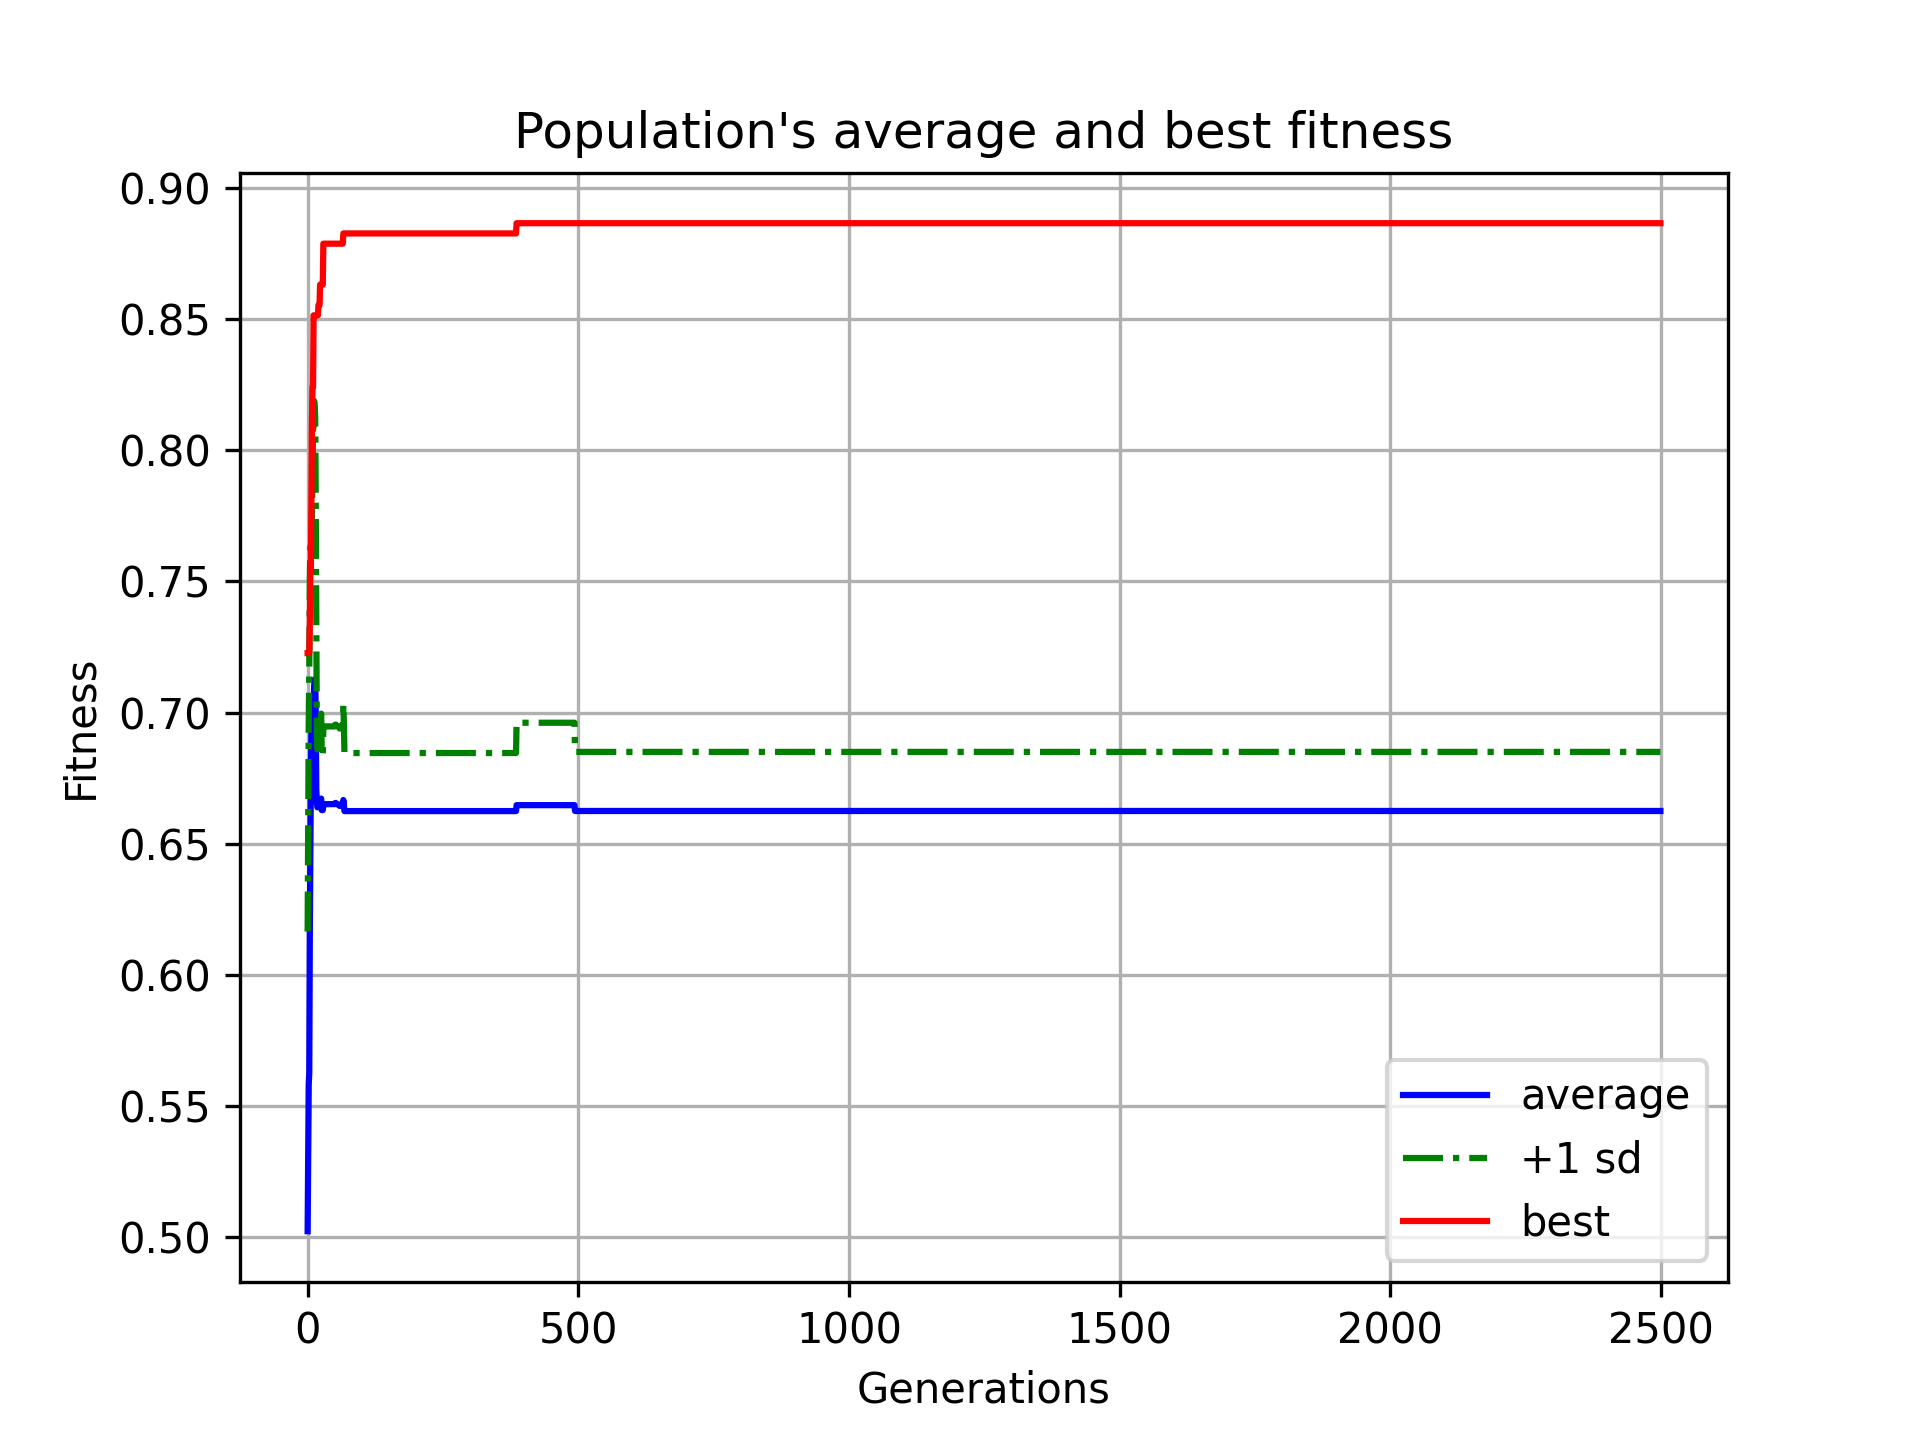 Population's average and best fitness
0.90
0.85
0.80
0.75
0.70
0.65
0.60
0.55
0.50
Fitness
average
+1 sd
best
0 500 1000 1500 2000 2500
Generations